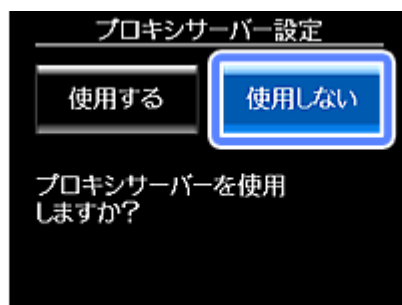 プロキシサーバー設定
使用する 使用しない
プロキシサーバーを使用
しますか?